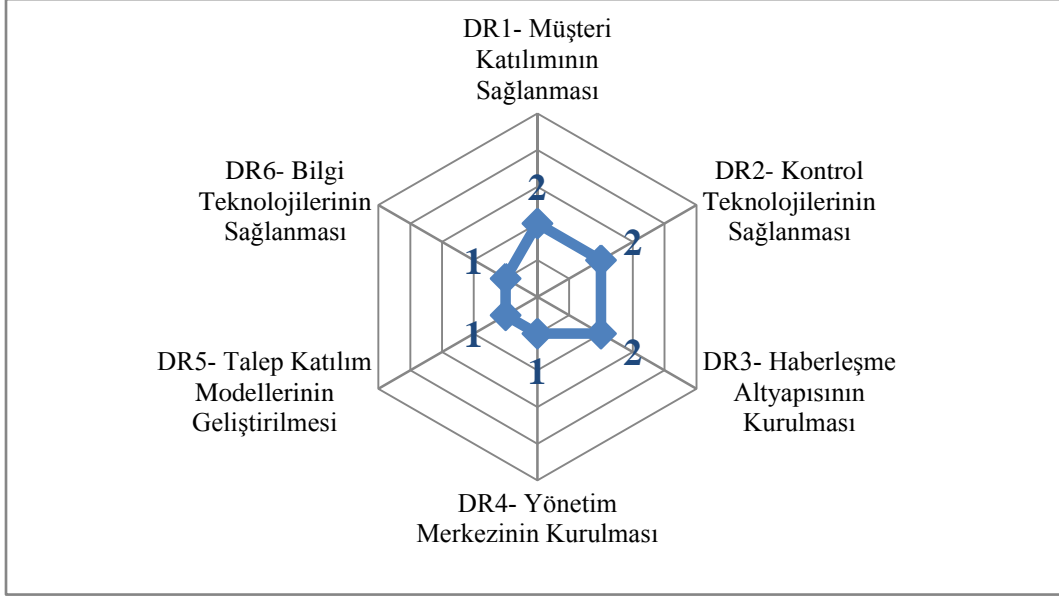 DR1- Müşteri
Katılımının
Sağlanması
2
DR2- Kontrol
Teknolojilerinin
Sağlanması
2
DR3- Haberleşme
Altyapısının
Kurulması
2
DR4- Yönetim
Merkezinin Kurulması
1
DR5- Talep Katılım
Modellerinin
Geliştirilmesi
1
DR6- Bilgi
Teknolojilerinin
Sağlanması
1